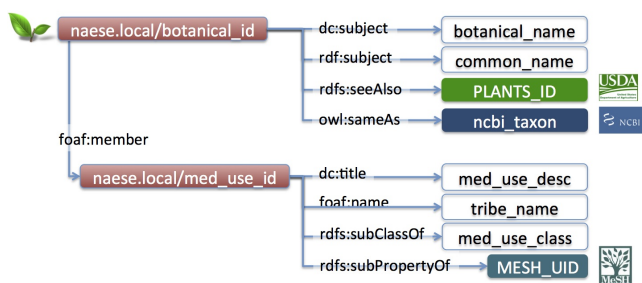 naese.local/botanical_id
dc:subject
botanical_name
rdf:subject
common_name
rdfs:seeAlso
PLANTS_ID
USDA
owl:sameAs
ncbi_taxon
NCBI
foaf:member
naese.local/med_use_id
dc:title
med_use_desc
foaf:name
tribe_name
rdfs:subClassOf
med_use_class
rdfs:subPropertyOf
MESH_UID
MeSH